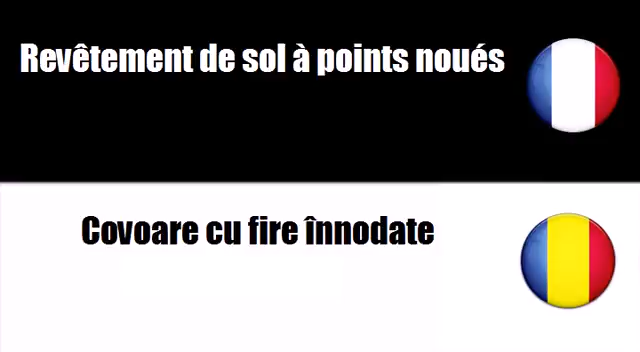 Revêtement de sol à points noués
Covoare cu fire înnodate